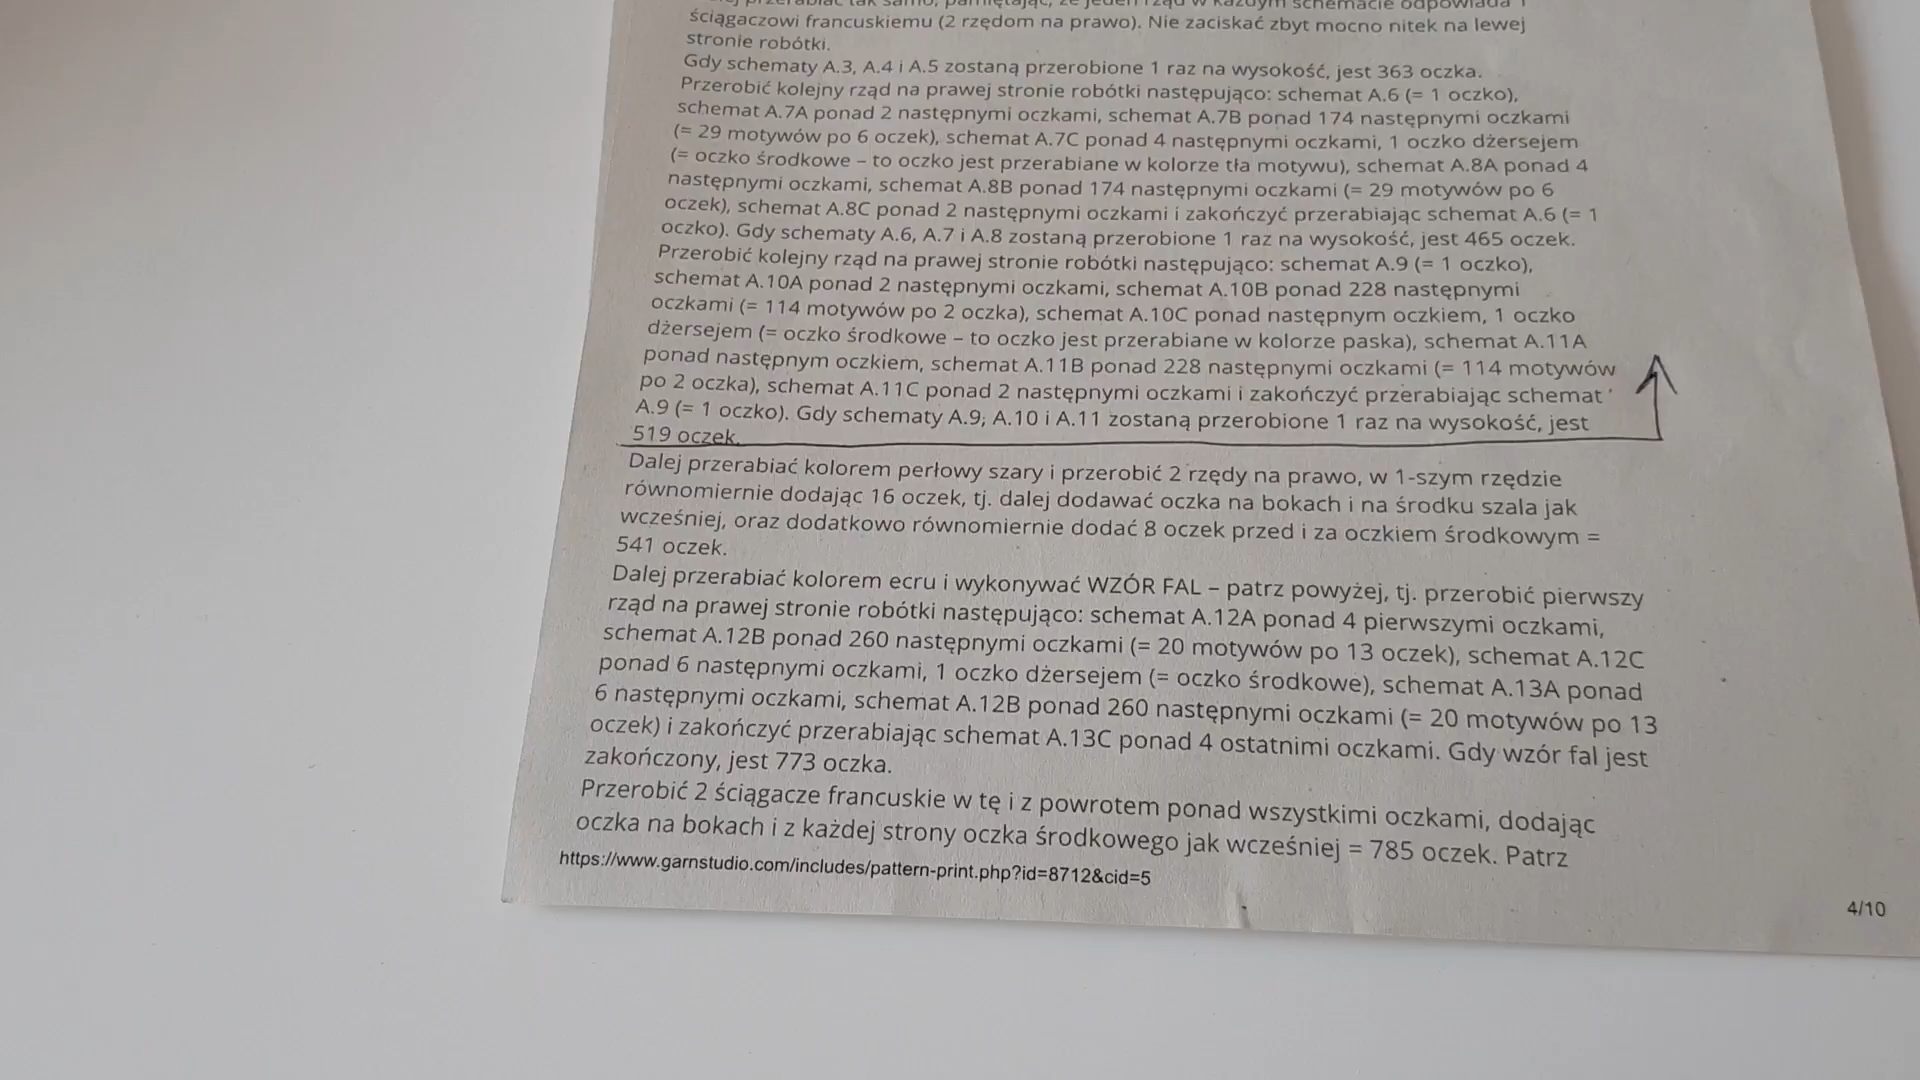 tak samo, pamiętając, że jeden rząd w każdym schemacie odpowiada 1
ściągaczowi francuskiemu (2 rzędom na prawo). Nie zaciskać zbyt mocno nitek na lewej
stronie robótki.
Gdy schematy A.3, A.4 i A.5 zostaną przerobione 1 raz na wysokość, jest 363 oczka.
Przerobić kolejny rząd na prawej stronie robótki następująco: schemat A.6 (= 1 oczko),
schemat A.7A ponad 2 następnymi oczkami, schemat A.7B ponad 174 następnymi oczkami
(= 29 motywów po 6 oczek), schemat A.7C ponad 4 następnymi oczkami, 1 oczko dżersejem
(= oczko środkowe – to oczko jest przerabiane w kolorze tła motywu), schemat A.8A ponad 4
następnymi oczkami, schemat A.8B ponad 174 następnymi oczkami (= 29 motywów po 6
oczek), schemat A.8C ponad 2 następnymi oczkami i zakończyć przerabiając schemat A.6 (= 1
oczko). Gdy schematy A.6, A.7 i A.8 zostaną przerobione 1 raz na wysokość, jest 465 oczek.
Przerobić kolejny rząd na prawej stronie robótki następująco: schemat A.9 (= 1 oczko),
schemat A.10A ponad 2 następnymi oczkami, schemat A.10B ponad 228 następnymi
oczkami (= 114 motywów po 2 oczka), schemat A.10C ponad następnym oczkiem, 1 oczko
dżersejem (= oczko środkowe – to oczko jest przerabiane w kolorze paska), schemat A.11A
ponad następnym oczkiem, schemat A.11B ponad 228 następnymi oczkami (= 114 motywów
po 2 oczka), schemat A.11C ponad 2 następnymi oczkami i zakończyć przerabiając schemat
A.9 (= 1 oczko). Gdy schematy A.9, A.10 i A.11 zostaną przerobione 1 raz na wysokość, jest
519 oczek.
Dalej przerabiać kolorem perłowy szary i przerobić 2 rzędy na prawo, w 1-szym rzędzie
równomiernie dodając 16 oczek, tj. dalej dodawać oczka na bokach i na środku szala jak
wcześniej, oraz dodatkowo równomiernie dodać 8 oczek przed i za oczkiem środkowym =
541 oczek.
Dalej przerabiać kolorem ecru i wykonywać WZÓR FAL – patrz powyżej, tj. przerobić pierwszy
rząd na prawej stronie robótki następująco: schemat A.12A ponad 4 pierwszymi oczkami,
schemat A.12B ponad 260 następnymi oczkami (= 20 motywów po 13 oczek), schemat A.12C
ponad 6 następnymi oczkami, 1 oczko dżersejem (= oczko środkowe), schemat A.13A ponad
6 następnymi oczkami, schemat A.12B ponad 260 następnymi oczkami (= 20 motywów po 13
oczek) i zakończyć przerabiając schemat A.13C ponad 4 ostatnimi oczkami. Gdy wzór fal jest
zakończony, jest 773 oczka.
Przerobić 2 ściągacze francuskie w tę i z powrotem ponad wszystkimi oczkami, dodając
oczka na bokach i z każdej strony oczka środkowego jak wcześniej = 785 oczek. Patrz
https://www.garnstudio.com/includes/pattern-print.php?id=8712&cid=5
4/10